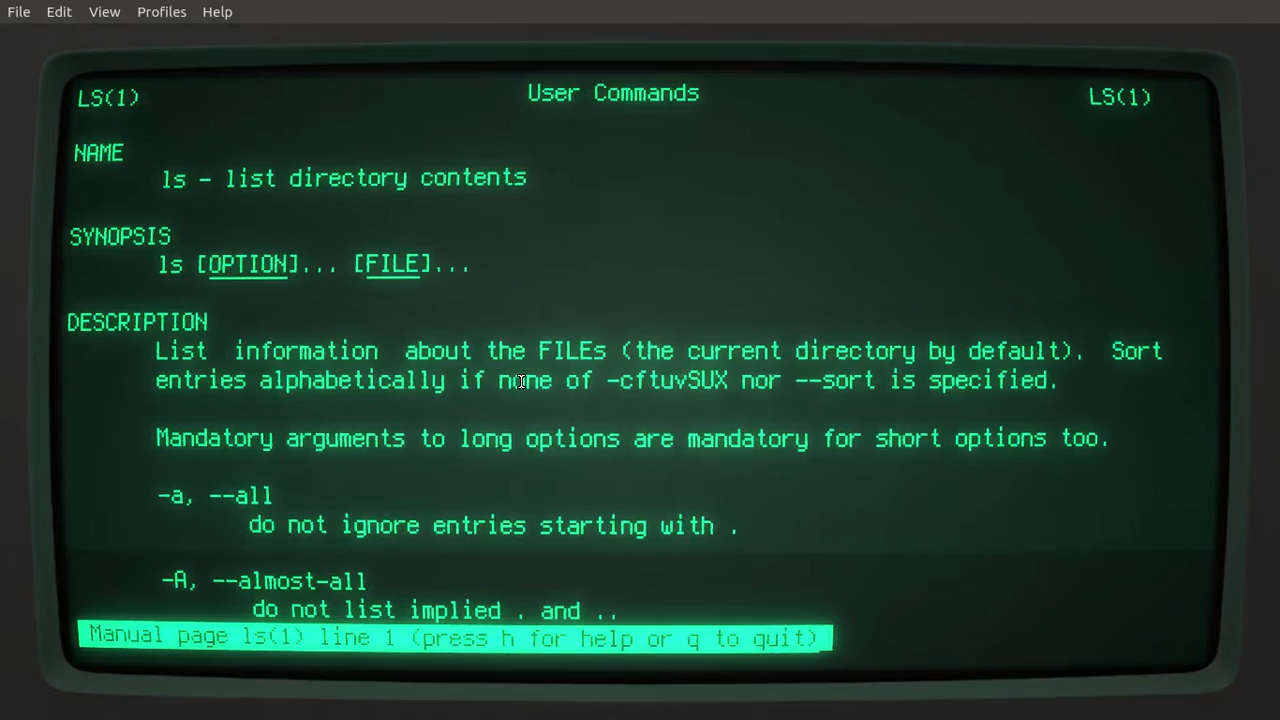 File Edit View Profiles Help
LS(1) User Commands LS(1)
NAME
ls - list directory contents
SYNOPSIS
ls [OPTION]... [FILE]...
DESCRIPTION
List information about the FILEs (the current directory by default). Sort
entries alphabetically if none of -cftuvSUX nor --sort is specified.
Mandatory arguments to long options are mandatory for short options too.
-a, --all
do not ignore entries starting with .
-A, --almost-all
do not list implied . and ..
Manual page ls(1) line 1 (press h for help or q to quit)